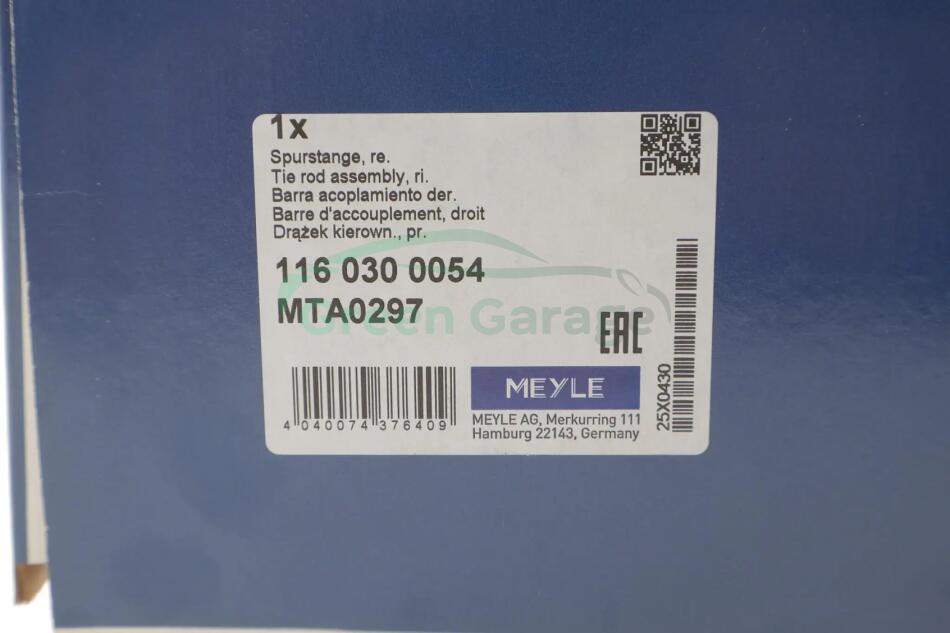 1x
Spurstange, re.
Tie rod assembly, ri.
Barra acoplamiento der.
Barre d'accouplement, droit
Drążek kierown., pr.
116 030 0054
MTA0297
Green Garage
EAC
MEYLE
MEYLE AG, Merkurring 111
Hamburg 22143, Germany
4 040074 376409
25X0430